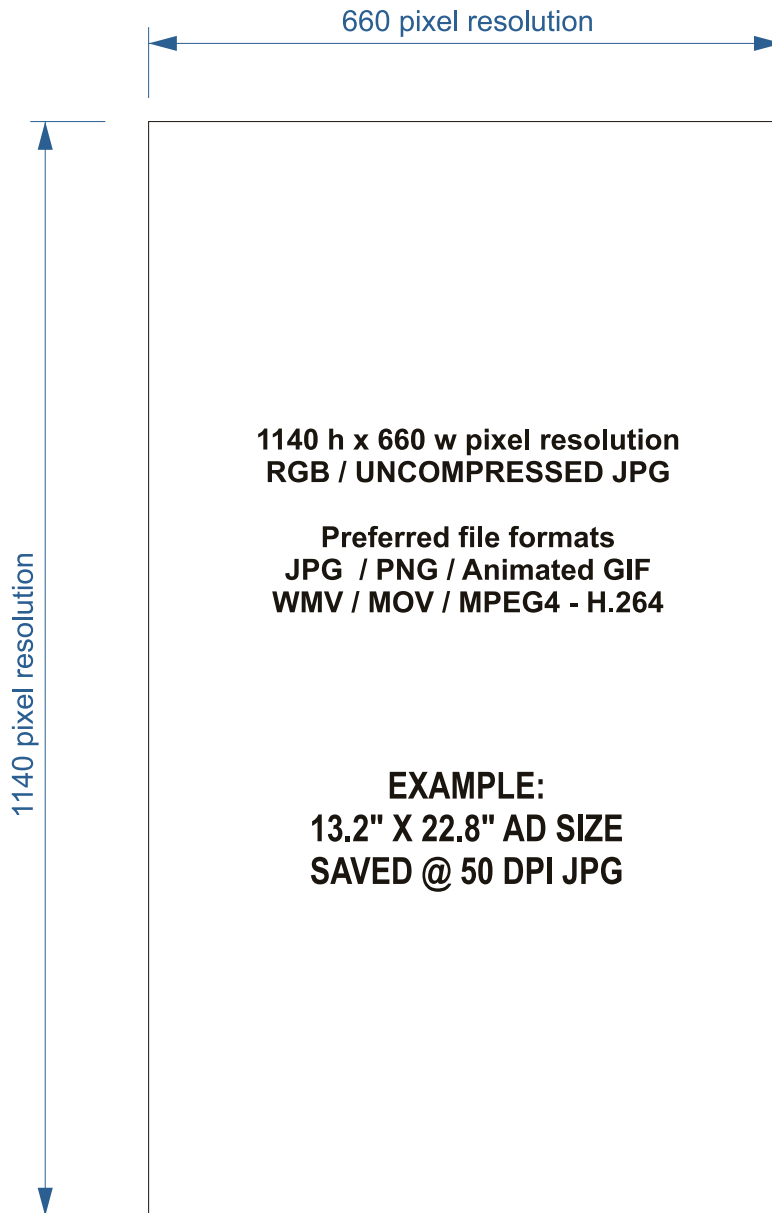 660 pixel resolution
1140 pixel resolution
1140 h x 660 w pixel resolution
RGB / UNCOMPRESSED JPG
Preferred file formats
JPG / PNG / Animated GIF
WMV / MOV / MPEG4 - H.264
EXAMPLE:
13.2" X 22.8" AD SIZE
SAVED @ 50 DPI JPG